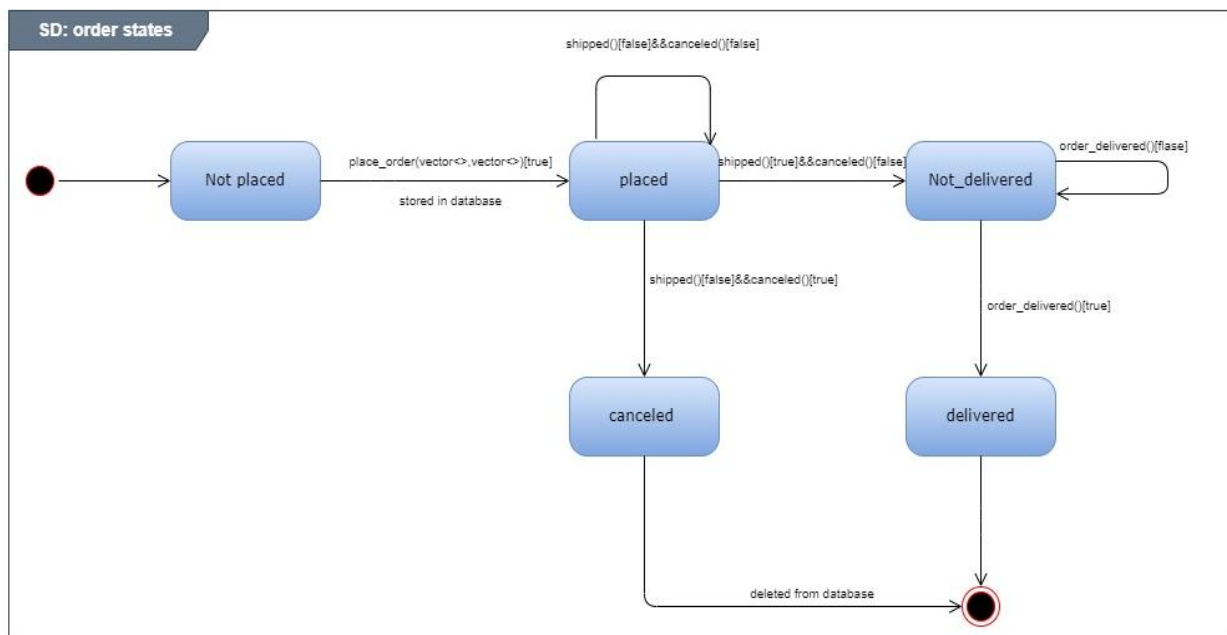 SD: order states
shipped()[false]&&canceled()[false]
Not placed
place_order(vector<>,vector<>)[true]
stored in database
placed
shipped()[true]&&canceled()[false]
Not_delivered
order_delivered()[flase]
shipped()[false]&&canceled()[true]
order_delivered()[true]
canceled
delivered
deleted from database